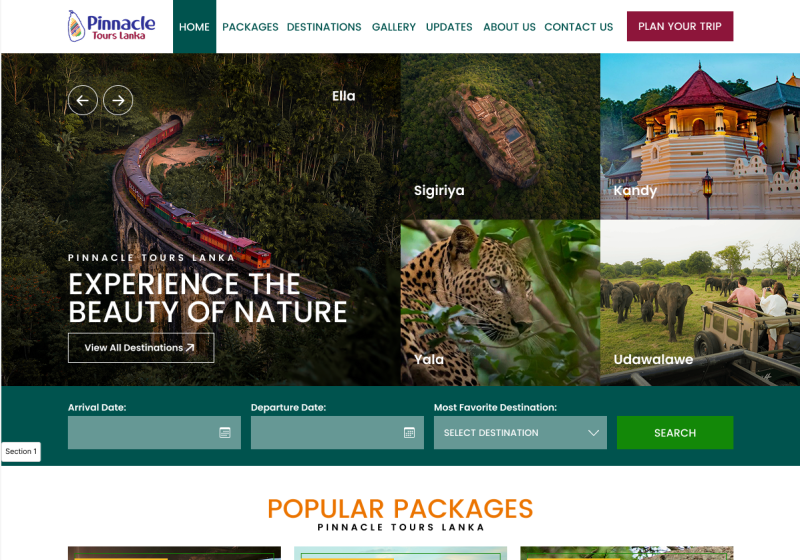 Pinnacle
Tours Lanka
HOME
PACKAGES
DESTINATIONS
GALLERY
UPDATES
ABOUT US
CONTACT US
PLAN YOUR TRIP
Ella
Sigiriya
Kandy
PINNACLE TOURS LANKA
EXPERIENCE THE
BEAUTY OF NATURE
View All Destinations
Yala
Udawalawe
Arrival Date:
Departure Date:
Most Favorite Destination:
SELECT DESTINATION
SEARCH
Section 1
POPULAR PACKAGES
PINNACLE TOURS LANKA